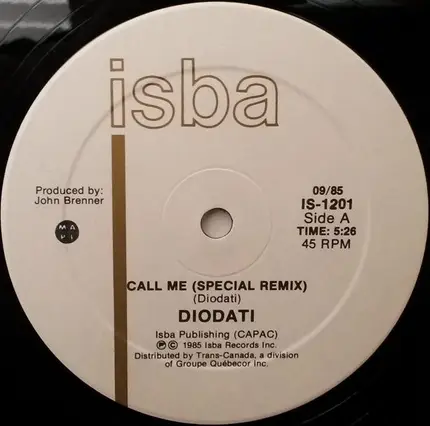 isba
Produced by:
John Brenner
MAPL
09/85
IS-1201
Side A
TIME: 5:26
45 RPM
CALL ME (SPECIAL REMIX)
(Diodati)
DIODATI
Isba Publishing (CAPAC)
℗ © 1985 Isba Records Inc.
Distributed by Trans-Canada, a division
of Groupe Québecor Inc.